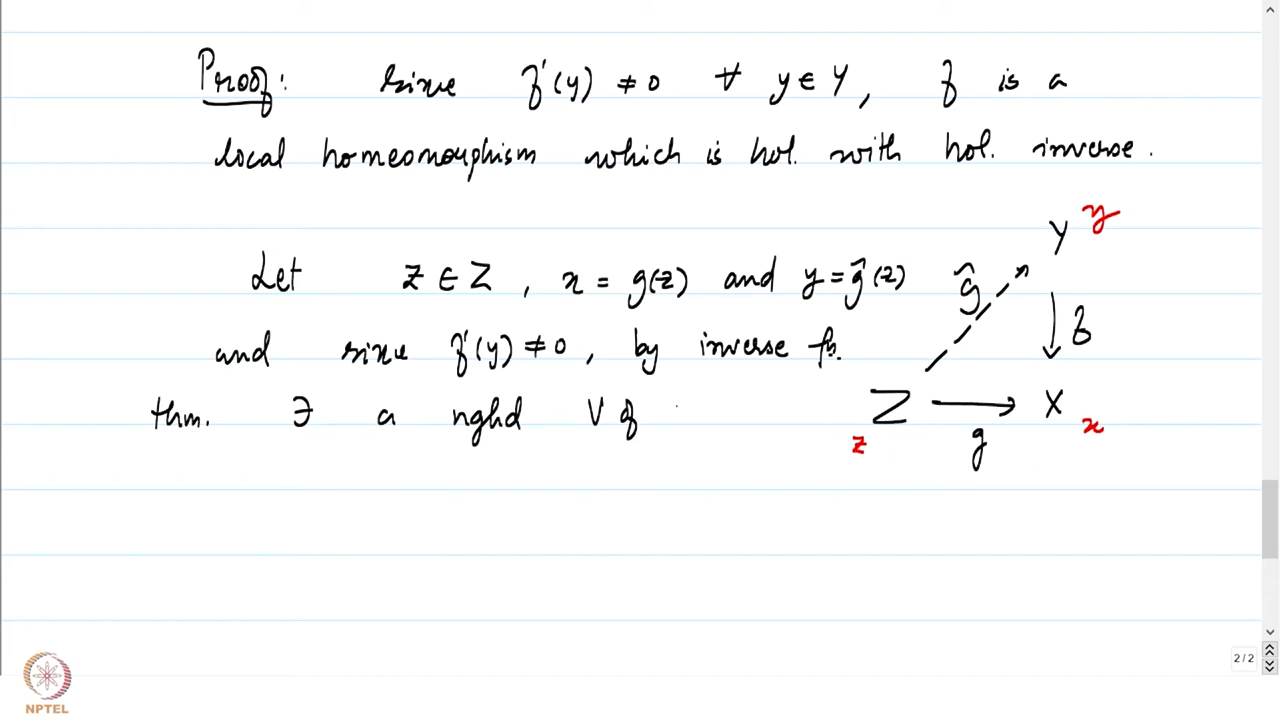 Proof: since f'(y) ≠ 0 ∀ y ∈ Y, f is a
local homeomorphism which is hol. with hol. inverse.
Y y
Let z ∈ Z, x = g(z) and y = ĝ(z) ĝ
and since f'(y) ≠ 0, by inverse fn. f
thm. ∃ a nghd V of Z X
z g x
2 / 2
NPTEL